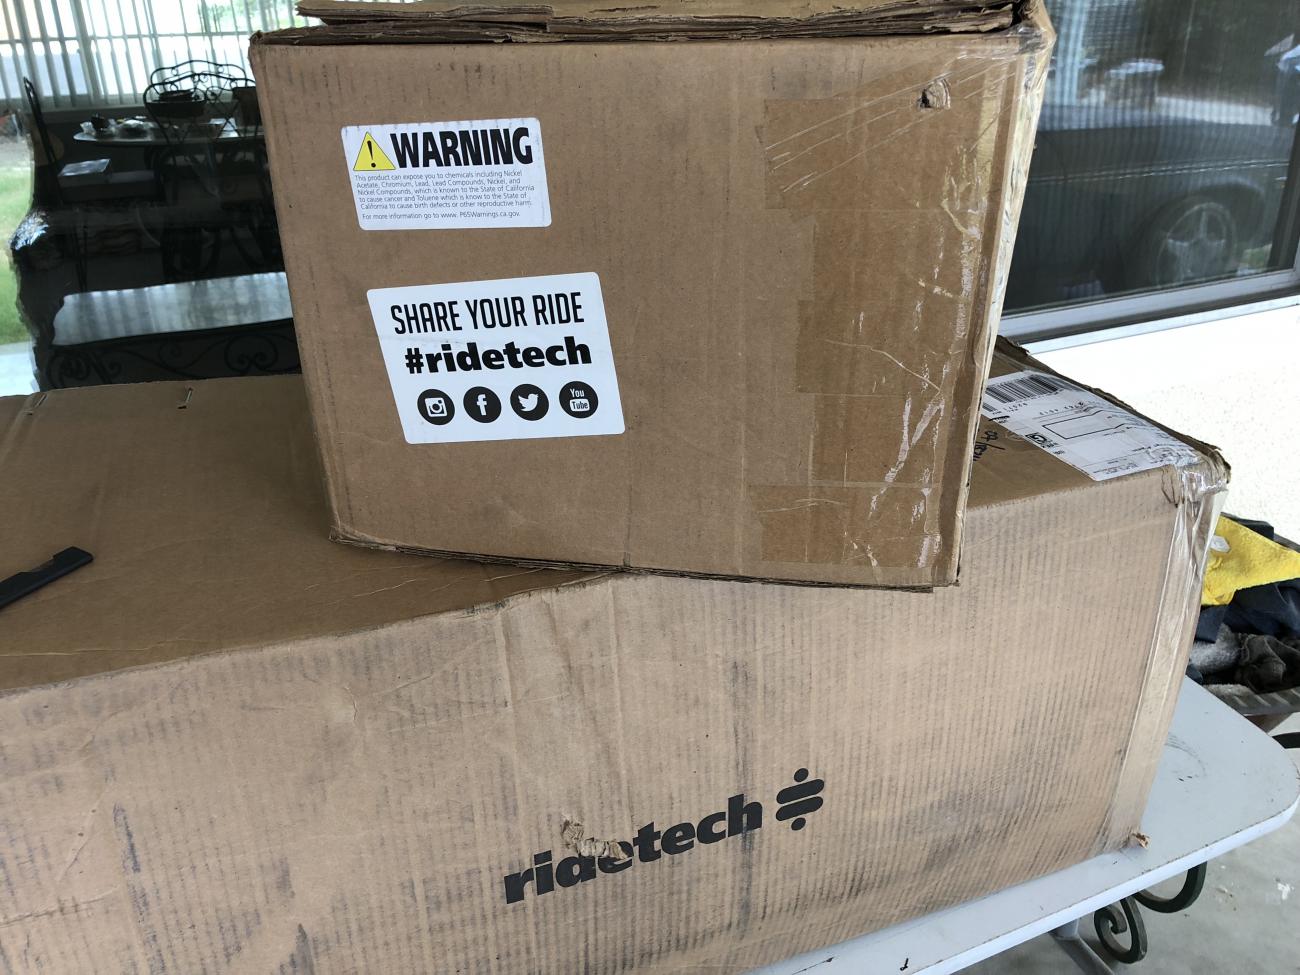 WARNING
This product can expose you to chemicals including Nickel
Acetate, Chromium, Lead, Lead Compounds, Nickel, and
Nickel Compounds, which is known to the State of California
to cause cancer and Toluene which is know to the State of
California to cause birth defects or other reproductive harm.
For more information go to www. P65Warnings.ca.gov.
SHARE YOUR RIDE
#ridetech
You
Tube
ridetech